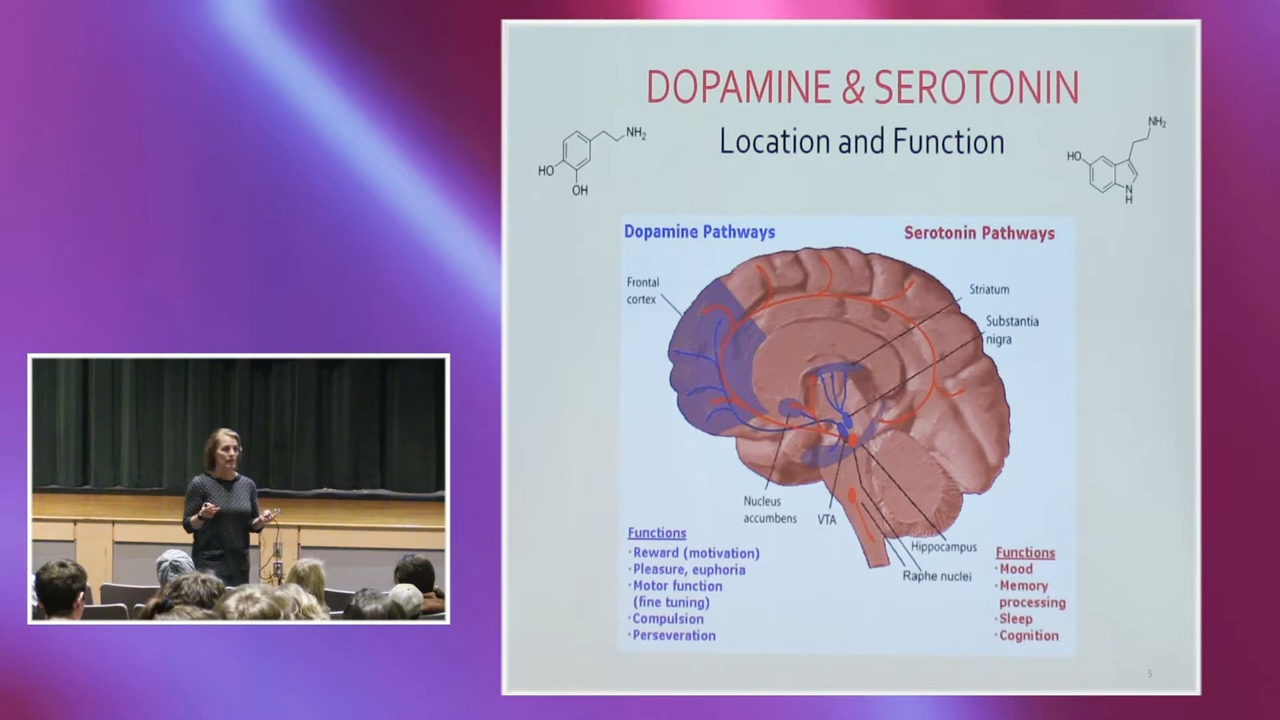 DOPAMINE & SEROTONIN
Location and Function
NH₂
HO
OH
NH₂
HO
N
H
Dopamine Pathways
Serotonin Pathways
Frontal
cortex
Striatum
Substantia
nigra
Nucleus
accumbens
VTA
Hippocampus
Raphe nuclei
Functions
·Reward (motivation)
·Pleasure, euphoria
·Motor function
(fine tuning)
·Compulsion
·Perseveration
Functions
·Mood
·Memory
processing
·Sleep
·Cognition
5